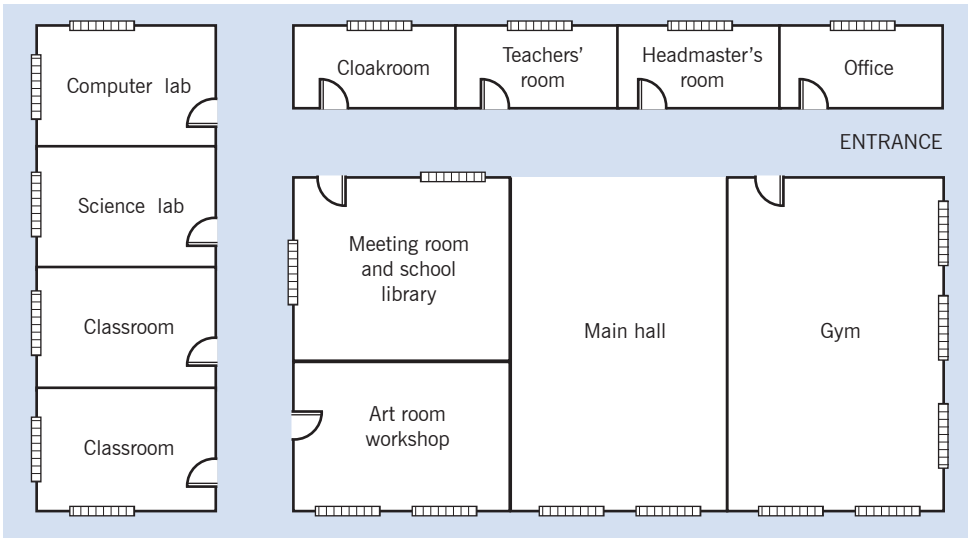 Computer lab
Science lab
Classroom
Classroom
Cloakroom
Teachers'
room
Headmaster's
room
Office
ENTRANCE
Meeting room
and school
library
Art room
workshop
Main hall
Gym